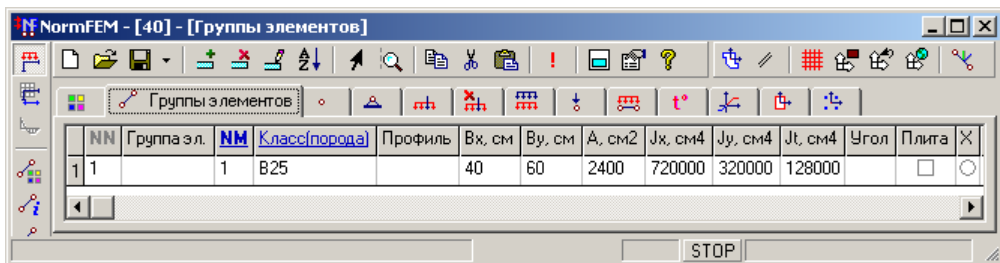 NormFEM - [40] - [Группы элементов]
Группы элементов t°
NN Группа эл. NM Класс(порода) Профиль Bx, см By, см A, см2 Jx, см4 Jy, см4 Jt, см4 Угол Плита X
1 1 1 B25 40 60 2400 720000 320000 128000
STOP